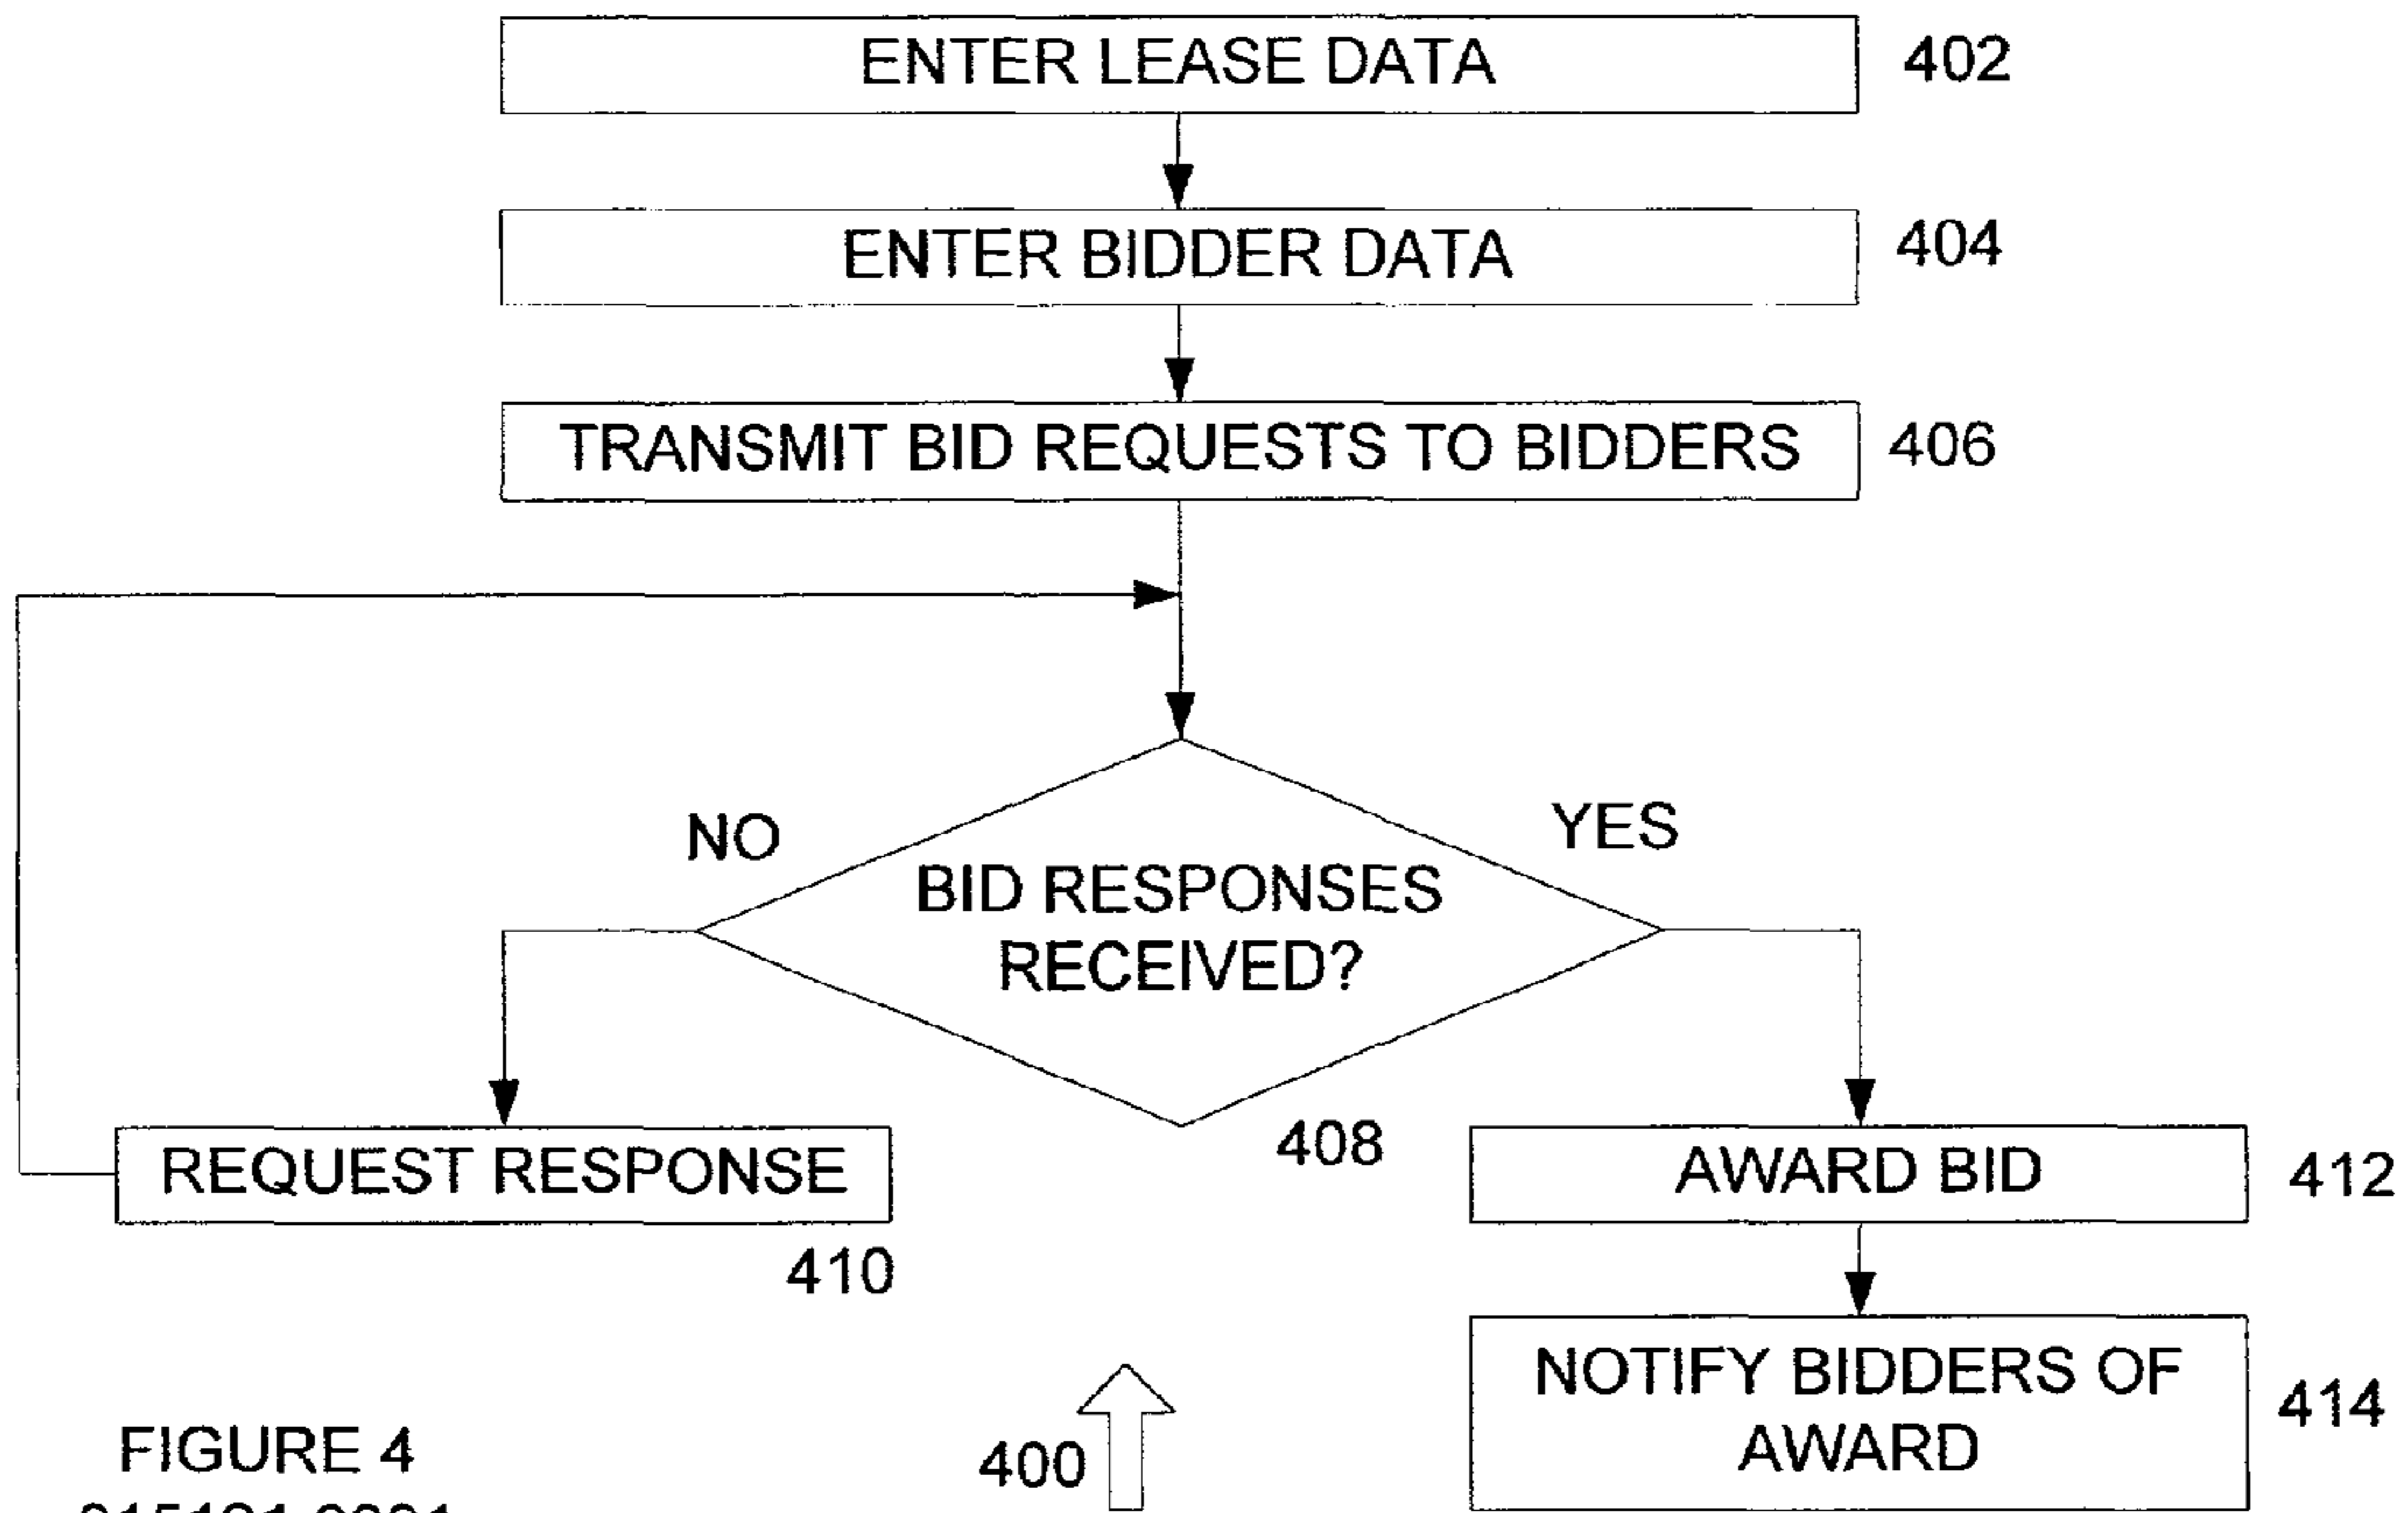 ENTER LEASE DATA
402
ENTER BIDDER DATA
404
TRANSMIT BID REQUESTS TO BIDDERS
406
NO
YES
BID RESPONSES
RECEIVED?
408
REQUEST RESPONSE
410
AWARD BID
412
NOTIFY BIDDERS OF
AWARD
414
400
FIGURE 4